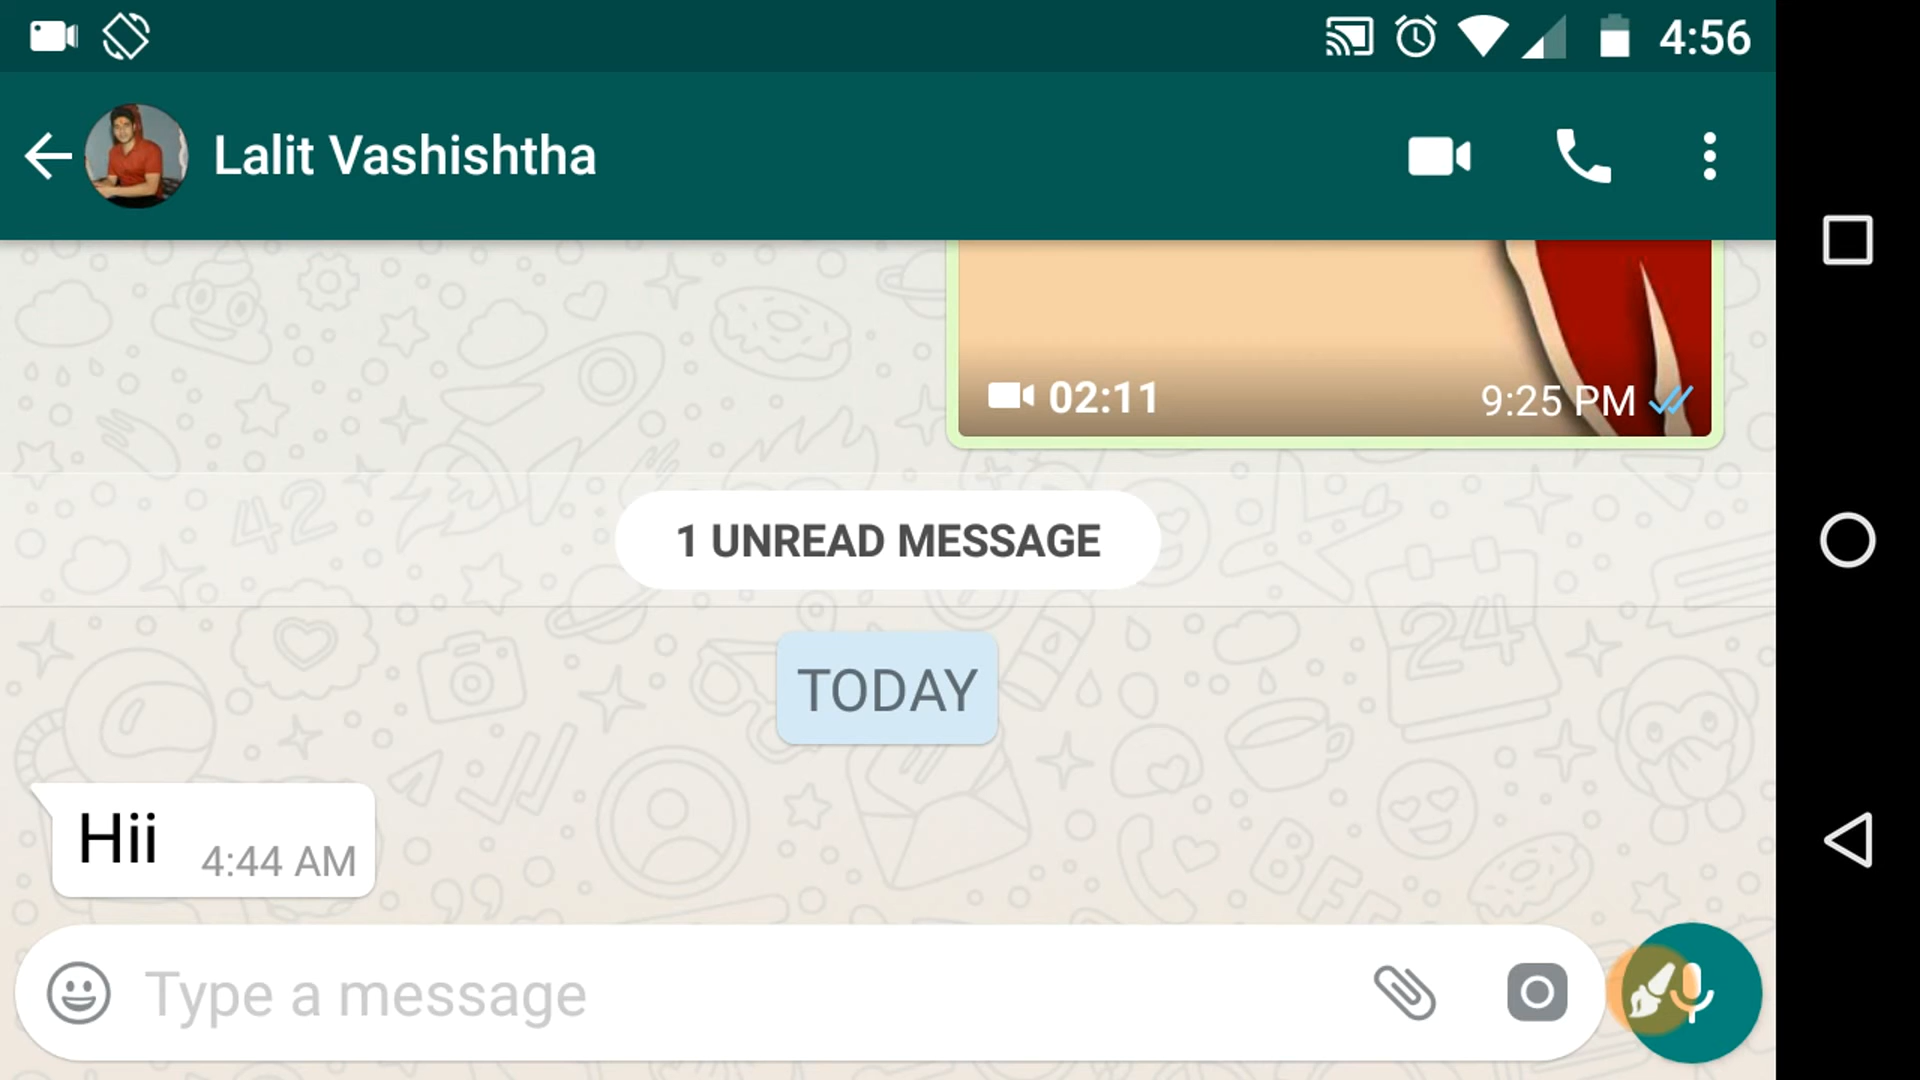 4:56
Lalit Vashishtha
02:11
9:25 PM
1 UNREAD MESSAGE
TODAY
Hii
4:44 AM
Type a message